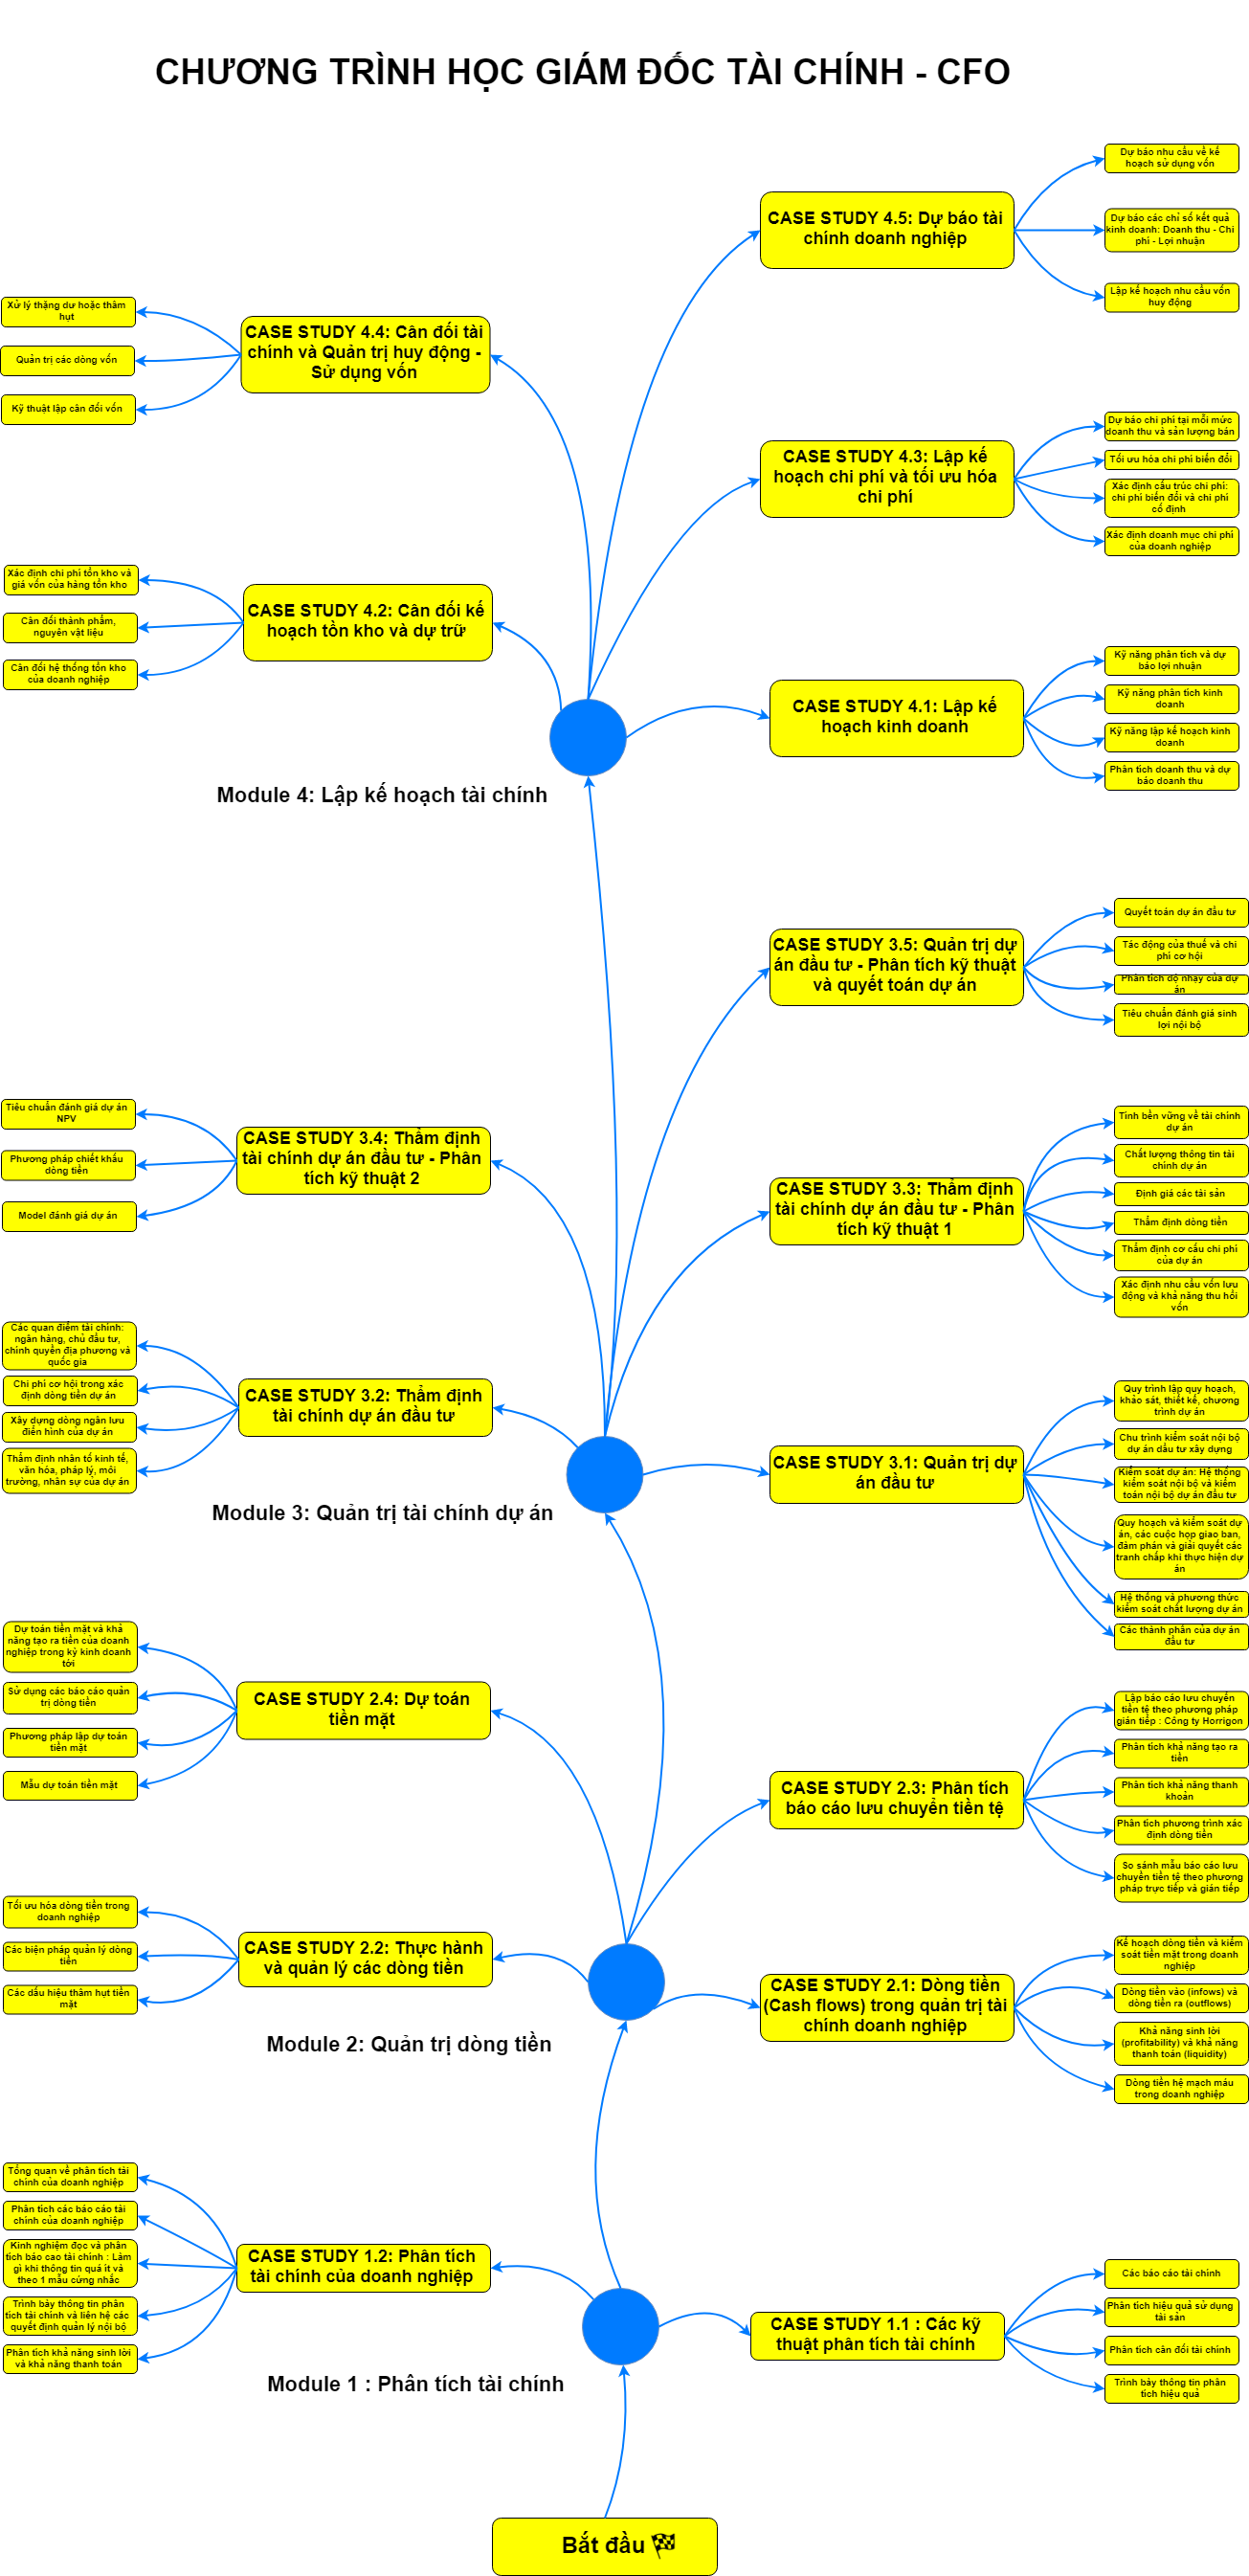 CHƯƠNG TRÌNH HỌC GIÁM ĐỐC TÀI CHÍNH - CFO
Dự báo nhu cầu về kế
hoạch sử dụng vốn
CASE STUDY 4.5: Dự báo tài
chính doanh nghiệp
Dự báo các chỉ số kết quả
kinh doanh: Doanh thu - Chi
phí - Lợi nhuận
Lập kế hoạch nhu cầu vốn
huy động
Xử lý thặng dư hoặc thâm
hụt
CASE STUDY 4.4: Cân đối tài
chính và Quản trị huy động -
Sử dụng vốn
Quản trị các dòng vốn
Kỹ thuật lập cân đối vốn
Dự báo chi phí tại mỗi mức
doanh thu và sản lượng bán
CASE STUDY 4.3: Lập kế
hoạch chi phí và tối ưu hóa
chi phí
Tối ưu hóa chi phí biến đổi
Xác định cấu trúc chi phí:
chi phí biến đổi và chi phí
cố định
Xác định doanh mục chi phí
của doanh nghiệp
Xác định chi phí tồn kho và
giá vốn của hàng tồn kho
CASE STUDY 4.2: Cân đối kế
hoạch tồn kho và dự trữ
Cân đối thành phẩm,
nguyên vật liệu
Cân đối hệ thống tồn kho
của doanh nghiệp
Kỹ năng phân tích và dự
báo lợi nhuận
Kỹ năng phân tích kinh
doanh
CASE STUDY 4.1: Lập kế
hoạch kinh doanh
Kỹ năng lập kế hoạch kinh
doanh
Phân tích doanh thu và dự
báo doanh thu
Module 4: Lập kế hoạch tài chính
Quyết toán dự án đầu tư
CASE STUDY 3.5: Quản trị dự
án đầu tư - Phân tích kỹ thuật
và quyết toán dự án
Tác động của thuế và chi
phí cơ hội
Phân tích độ nhạy của dự
án
Tiêu chuẩn đánh giá sinh
lợi nội bộ
Tiêu chuẩn đánh giá dự án
NPV
CASE STUDY 3.4: Thẩm định
tài chính dự án đầu tư - Phân
tích kỹ thuật 2
Phương pháp chiết khấu
dòng tiền
Model đánh giá dự án
Tính bền vững về tài chính
dự án
Chất lượng thông tin tài
chính dự án
CASE STUDY 3.3: Thẩm định
tài chính dự án đầu tư - Phân
tích kỹ thuật 1
Định giá các tài sản
Thẩm định dòng tiền
Thẩm định cơ cấu chi phí
của dự án
Xác định nhu cầu vốn lưu
động và khả năng thu hồi
vốn
Các quan điểm tài chính:
ngân hàng, chủ đầu tư,
chính quyền địa phương và
quốc gia
CASE STUDY 3.2: Thẩm định
tài chính dự án đầu tư
Chi phí cơ hội trong xác
định dòng tiền dự án
Xây dựng dòng ngân lưu
điển hình của dự án
Thẩm định nhân tố kinh tế,
văn hóa, pháp lý, môi
trường, nhân sự của dự án
Quy trình lập quy hoạch,
khảo sát, thiết kế, chương
trình dự án
Chu trình kiểm soát nội bộ
dự án đầu tư xây dựng
CASE STUDY 3.1: Quản trị dự
án đầu tư
Kiểm soát dự án: Hệ thống
kiểm soát nội bộ và kiểm
toán nội bộ dự án đầu tư
Quy hoạch và kiểm soát dự
án, các cuộc họp giao ban,
đàm phán và giải quyết các
tranh chấp khi thực hiện dự
án
Hệ thống và phương thức
kiểm soát chất lượng dự án
Các thành phần của dự án
đầu tư
Module 3: Quản trị tài chính dự án
Dự toán tiền mặt và khả
năng tạo ra tiền của doanh
nghiệp trong kỳ kinh doanh
tới
CASE STUDY 2.4: Dự toán
tiền mặt
Sử dụng các báo cáo quản
trị dòng tiền
Phương pháp lập dự toán
tiền mặt
Mẫu dự toán tiền mặt
Lập báo cáo lưu chuyển
tiền tệ theo phương pháp
gián tiếp : Công ty Horrigon
Phân tích khả năng tạo ra
tiền
CASE STUDY 2.3: Phân tích
báo cáo lưu chuyển tiền tệ
Phân tích khả năng thanh
khoản
Phân tích phương trình xác
định dòng tiền
So sánh mẫu báo cáo lưu
chuyển tiền tệ theo phương
pháp trực tiếp và gián tiếp
Tối ưu hóa dòng tiền trong
doanh nghiệp
CASE STUDY 2.2: Thực hành
và quản lý các dòng tiền
Các biện pháp quản lý dòng
tiền
Các dấu hiệu thâm hụt tiền
mặt
Kế hoạch dòng tiền và kiểm
soát tiền mặt trong doanh
nghiệp
CASE STUDY 2.1: Dòng tiền
(Cash flows) trong quản trị tài
chính doanh nghiệp
Dòng tiền vào (infows) và
dòng tiền ra (outflows)
Khả năng sinh lời
(profitability) và khả năng
thanh toán (liquidity)
Dòng tiền hệ mạch máu
trong doanh nghiệp
Module 2: Quản trị dòng tiền
Tổng quan về phân tích tài
chính của doanh nghiệp
Phân tích các báo cáo tài
chính của doanh nghiệp
CASE STUDY 1.2: Phân tích
tài chính của doanh nghiệp
Kinh nghiệm đọc và phân
tích báo cao tài chính : Làm
gì khi thông tin quá ít và
theo 1 mẫu cứng nhắc
Trình bày thông tin phân
tích tài chính và liên hệ các
quyết định quản lý nội bộ
Phân tích khả năng sinh lời
và khả năng thanh toán
Các báo cáo tài chính
Phân tích hiệu quả sử dụng
tài sản
CASE STUDY 1.1 : Các kỹ
thuật phân tích tài chính
Phân tích cân đối tài chính
Trình bày thông tin phân
tích hiệu quả
Module 1 : Phân tích tài chính
Bắt đầu